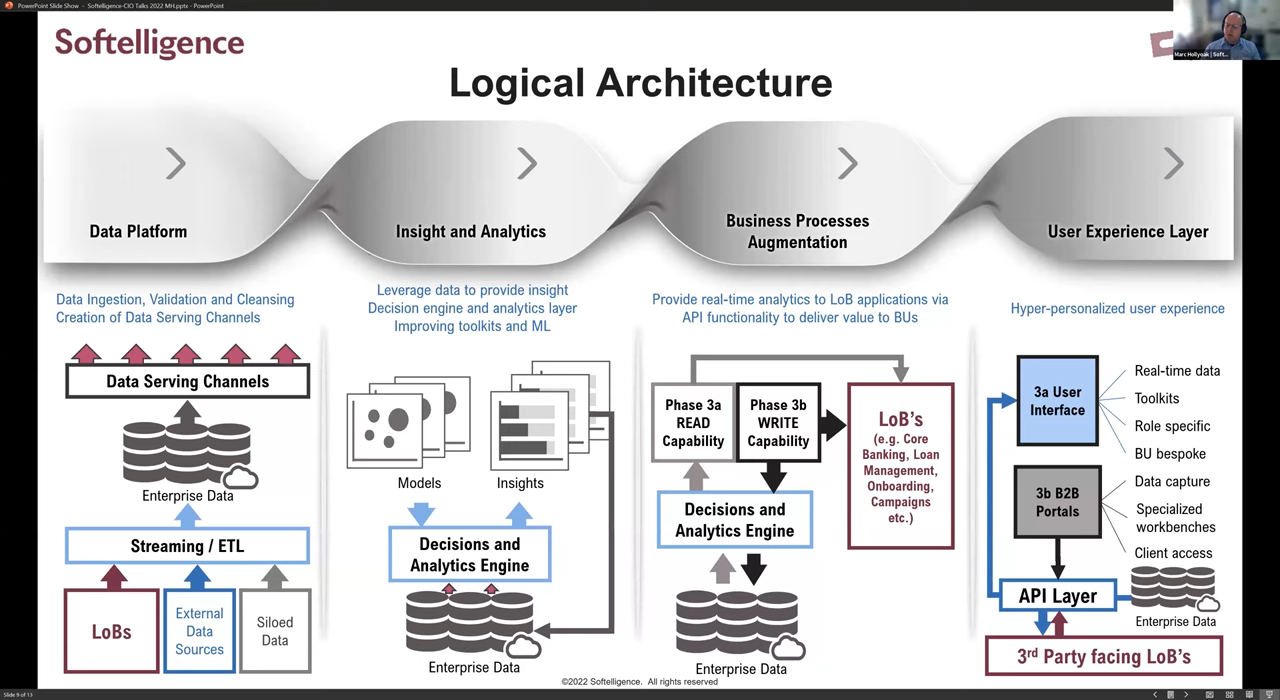 PowerPoint Slide Show - Softelligence-CIO Talks 2022 MH.pptx - PowerPoint
Softelligence
Marc Hollyoak | Soft...
Logical Architecture
Data Platform
Insight and Analytics
Business Processes
Augmentation
User Experience Layer
Data Ingestion, Validation and Cleansing
Creation of Data Serving Channels
Data Serving Channels
Enterprise Data
Streaming / ETL
LoBs
External
Data
Sources
Siloed
Data
Leverage data to provide insight
Decision engine and analytics layer
Improving toolkits and ML
Models
Insights
Decisions and
Analytics Engine
Enterprise Data
Provide real-time analytics to LoB applications via
API functionality to deliver value to BUs
Phase 3a
READ
Capability
Phase 3b
WRITE
Capability
LoB's
(e.g. Core
Banking, Loan
Management,
Onboarding,
Campaigns
etc.)
Decisions and
Analytics Engine
Enterprise Data
Hyper-personalized user experience
3a User
Interface
Real-time data
Toolkits
Role specific
BU bespoke
3b B2B
Portals
Data capture
Specialized
workbenches
Client access
API Layer
Enterprise Data
3rd Party facing LoB's
©2022 Softelligence. All rights reserved
Slide 9 of 13